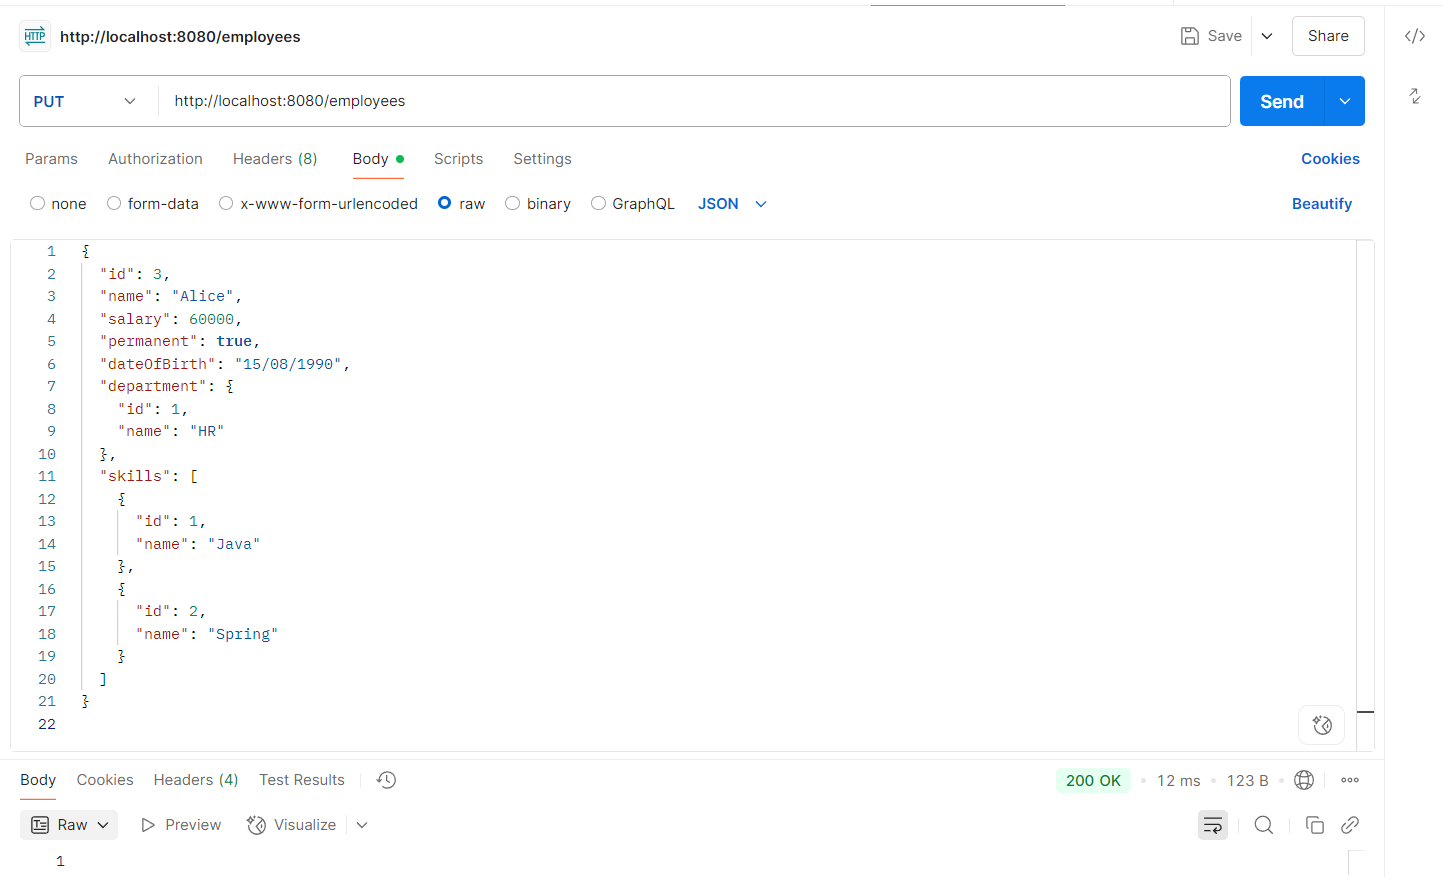 HTTP http://localhost:8080/employees Save Share
PUT http://localhost:8080/employees Send
Params Authorization Headers (8) Body Scripts Settings Cookies
none form-data x-www-form-urlencoded raw binary GraphQL JSON Beautify
1 {
2 "id": 3,
3 "name": "Alice",
4 "salary": 60000,
5 "permanent": true,
6 "dateOfBirth": "15/08/1990",
7 "department": {
8 "id": 1,
9 "name": "HR"
10 },
11 "skills": [
12 {
13 "id": 1,
14 "name": "Java"
15 },
16 {
17 "id": 2,
18 "name": "Spring"
19 }
20 ]
21 }
22
Body Cookies Headers (4) Test Results 200 OK 12 ms 123 B
Raw Preview Visualize
1